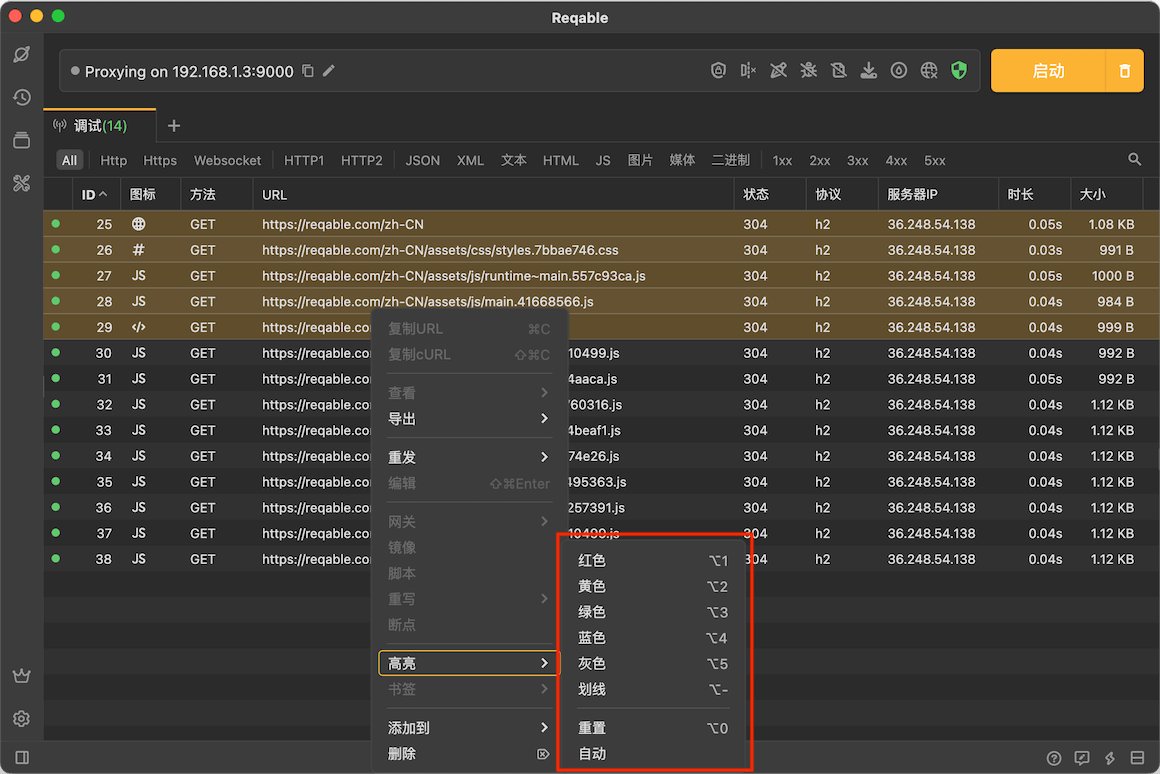 Reqable
Proxying on 192.168.1.3:9000
启动
调试(14)
All Http Https Websocket HTTP1 HTTP2 JSON XML 文本 HTML JS 图片 媒体 二进制 1xx 2xx 3xx 4xx 5xx
ID 图标 方法 URL 状态 协议 服务器IP 时长 大小
25 GET https://reqable.com/zh-CN 304 h2 36.248.54.138 0.05s 1.08 KB
26 # GET https://reqable.com/zh-CN/assets/css/styles.7bbae746.css 304 h2 36.248.54.138 0.03s 991 B
27 JS GET https://reqable.com/zh-CN/assets/js/runtime~main.557c93ca.js 304 h2 36.248.54.138 0.05s 1000 B
28 JS GET https://reqable.com/zh-CN/assets/js/main.41668566.js 304 h2 36.248.54.138 0.04s 984 B
29 </> GET https://reqable.co 304 h2 36.248.54.138 0.04s 999 B
30 JS GET https://reqable.co 10499.js 304 h2 36.248.54.138 0.04s 992 B
31 JS GET https://reqable.co 4aaca.js 304 h2 36.248.54.138 0.05s 992 B
32 JS GET https://reqable.co 60316.js 304 h2 36.248.54.138 0.04s 1.12 KB
33 JS GET https://reqable.co 4beaf1.js 304 h2 36.248.54.138 0.04s 1.12 KB
34 JS GET https://reqable.co 74e26.js 304 h2 36.248.54.138 0.04s 1.12 KB
35 JS GET https://reqable.co 495363.js 304 h2 36.248.54.138 0.04s 1.12 KB
36 JS GET https://reqable.co 257391.js 304 h2 36.248.54.138 0.04s 1.12 KB
37 JS GET https://reqable.co 10499.js 304 h2 36.248.54.138 0.04s 1.12 KB
38 JS GET https://reqable.co 304 h2 36.248.54.138 0.04s 1.12 KB
复制URL ⌘C
复制cURL ⇧⌘C
查看
导出
重发
编辑 ⇧⌘Enter
网关
镜像
脚本
重写
断点
高亮
书签
添加到
删除
红色 ⌥1
黄色 ⌥2
绿色 ⌥3
蓝色 ⌥4
灰色 ⌥5
划线 ⌥-
重置 ⌥0
自动